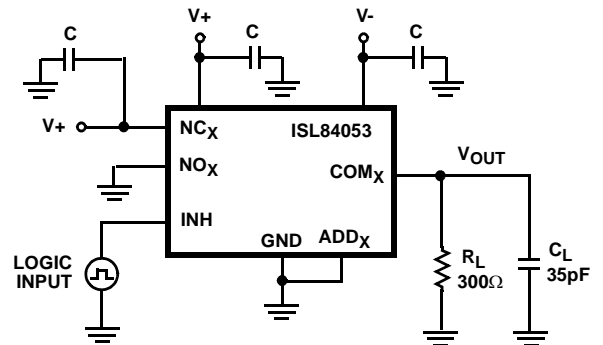 V+
V-
C
C
C
V+
NCX
ISL84053
NOX
COMX
VOUT
INH
GND
ADDX
LOGIC
INPUT
RL
300Ω
CL
35pF